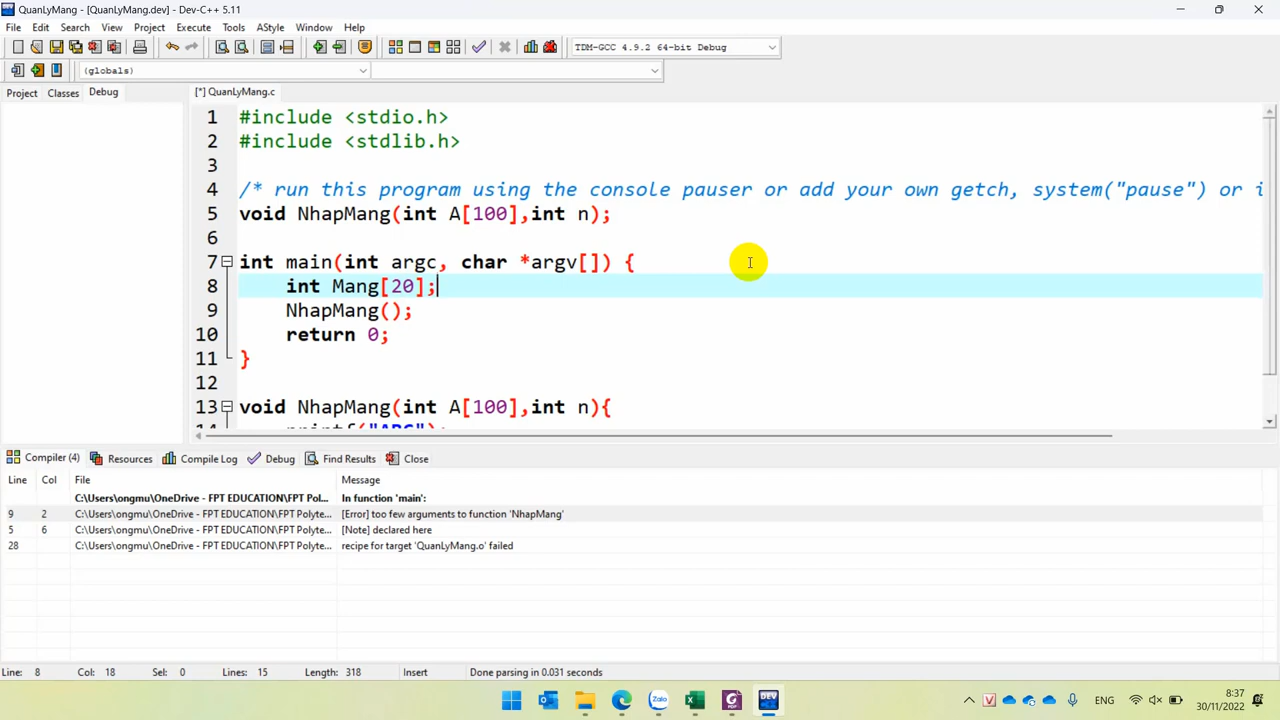 QuanLyMang - [QuanLyMang.dev] - Dev-C++ 5.11
File Edit Search View Project Execute Tools AStyle Window Help
TDM-GCC 4.9.2 64-bit Debug
(globals)
Project Classes Debug
[*] QuanLyMang.c
1 #include <stdio.h>
2 #include <stdlib.h>
3
4 /* run this program using the console pauser or add your own getch, system("pause") or i
5 void NhapMang(int A[100],int n);
6
7 int main(int argc, char *argv[]) {
8 int Mang[20];
9 NhapMang();
10 return 0;
11 }
12
13 void NhapMang(int A[100],int n){
14 printf("ABC");
Compiler (4) Resources Compile Log Debug Find Results Close
Line Col File Message
C:\Users\ongmu\OneDrive - FPT EDUCATION\FPT Pol... In function 'main':
9 2 C:\Users\ongmu\OneDrive - FPT EDUCATION\FPT Polyte... [Error] too few arguments to function 'NhapMang'
5 6 C:\Users\ongmu\OneDrive - FPT EDUCATION\FPT Polyte... [Note] declared here
28 C:\Users\ongmu\OneDrive - FPT EDUCATION\FPT Polyte... recipe for target 'QuanLyMang.o' failed
Line: 8 Col: 18 Sel: 0 Lines: 15 Length: 318 Insert Done parsing in 0.031 seconds
Zalo
PDF
DEV
ENG
8:37
30/11/2022